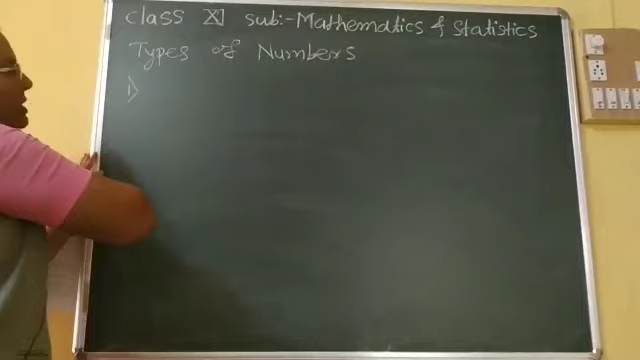 class XI sub:- Mathematics & Statistics
Types of Numbers
1)